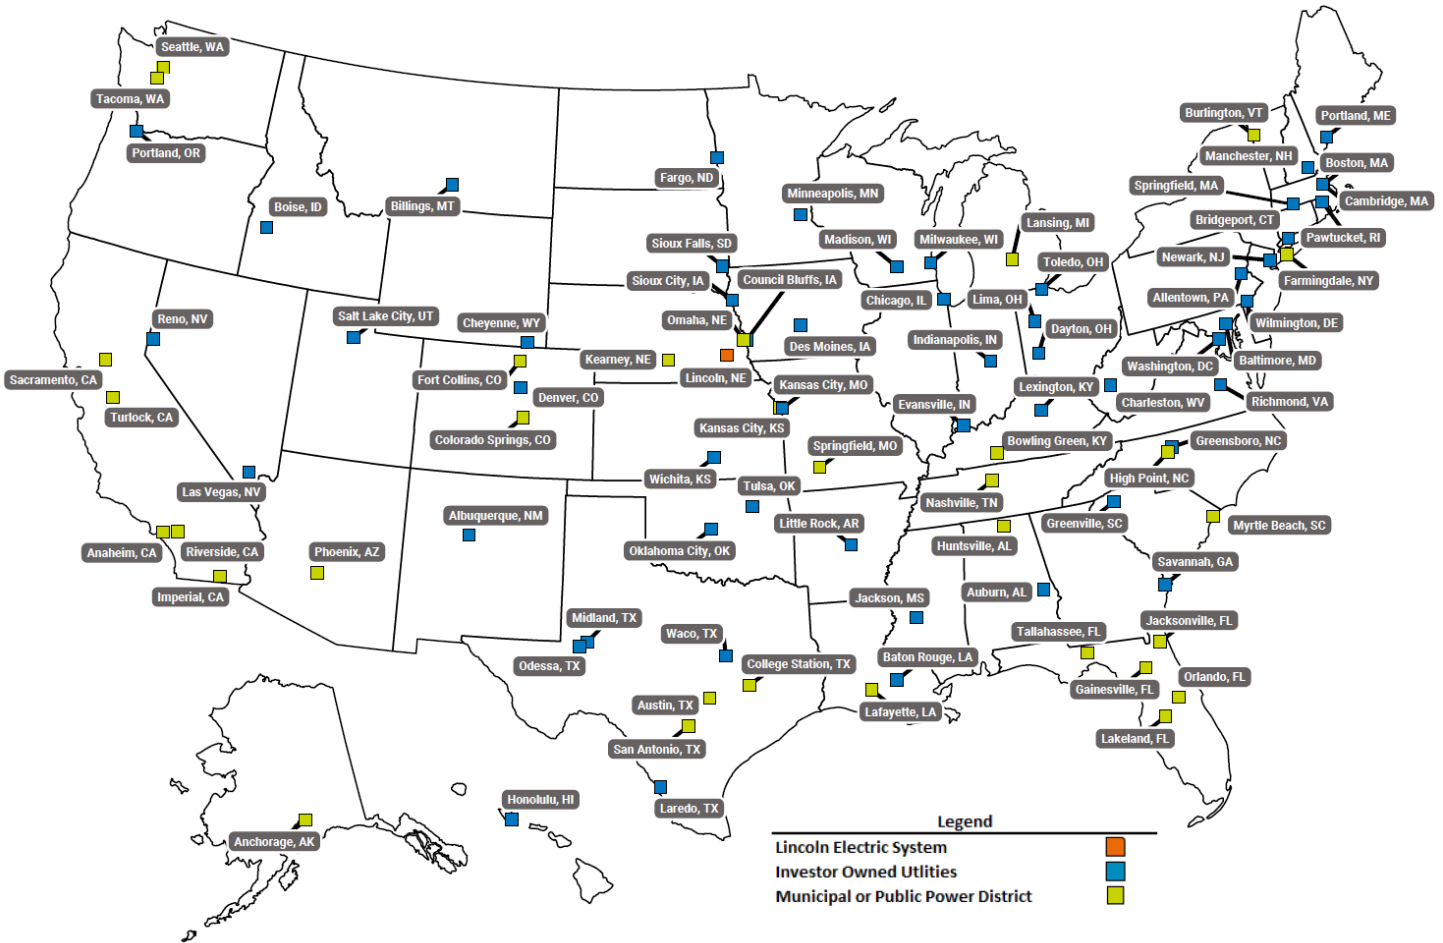 Seattle, WA
Tacoma, WA
Portland, OR
Boise, ID
Billings, MT
Fargo, ND
Minneapolis, MN
Burlington, VT
Portland, ME
Manchester, NH
Boston, MA
Springfield, MA
Cambridge, MA
Bridgeport, CT
Pawtucket, RI
Newark, NJ
Farmingdale, NY
Allentown, PA
Wilmington, DE
Washington, DC
Baltimore, MD
Charleston, WV
Richmond, VA
Lansing, MI
Toledo, OH
Lima, OH
Dayton, OH
Madison, WI
Milwaukee, WI
Chicago, IL
Indianapolis, IN
Lexington, KY
Evansville, IN
Bowling Green, KY
Sioux Falls, SD
Sioux City, IA
Council Bluffs, IA
Omaha, NE
Des Moines, IA
Kearney, NE
Lincoln, NE
Kansas City, MO
Kansas City, KS
Springfield, MO
Wichita, KS
Tulsa, OK
Little Rock, AR
Oklahoma City, OK
Reno, NV
Salt Lake City, UT
Cheyenne, WY
Fort Collins, CO
Denver, CO
Colorado Springs, CO
Sacramento, CA
Turlock, CA
Las Vegas, NV
Anaheim, CA
Riverside, CA
Imperial, CA
Phoenix, AZ
Albuquerque, NM
Greensboro, NC
High Point, NC
Nashville, TN
Greenville, SC
Myrtle Beach, SC
Huntsville, AL
Savannah, GA
Auburn, AL
Jackson, MS
Jacksonville, FL
Tallahassee, FL
Gainesville, FL
Orlando, FL
Lakeland, FL
Midland, TX
Odessa, TX
Waco, TX
College Station, TX
Austin, TX
San Antonio, TX
Laredo, TX
Baton Rouge, LA
Lafayette, LA
Honolulu, HI
Anchorage, AK
Legend
Lincoln Electric System
Investor Owned Utlities
Municipal or Public Power District